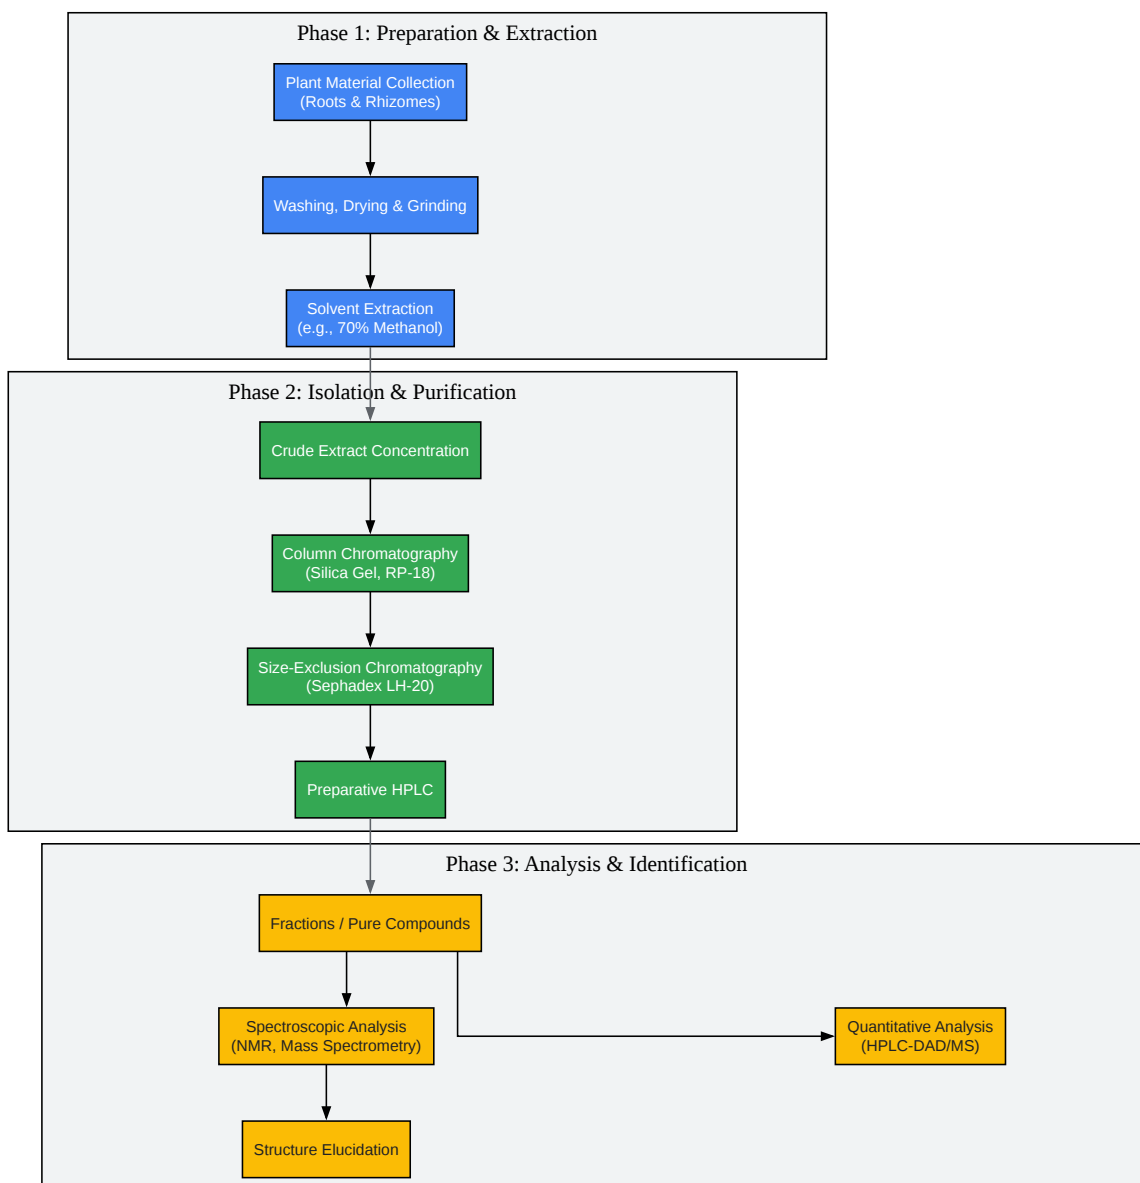 Phase 1: Preparation & Extraction
Plant Material Collection
(Roots & Rhizomes)
Washing, Drying & Grinding
Solvent Extraction
(e.g., 70% Methanol)
Phase 2: Isolation & Purification
Crude Extract Concentration
Column Chromatography
(Silica Gel, RP-18)
Size-Exclusion Chromatography
(Sephadex LH-20)
Preparative HPLC
Phase 3: Analysis & Identification
Fractions / Pure Compounds
Spectroscopic Analysis
(NMR, Mass Spectrometry)
Quantitative Analysis
(HPLC-DAD/MS)
Structure Elucidation